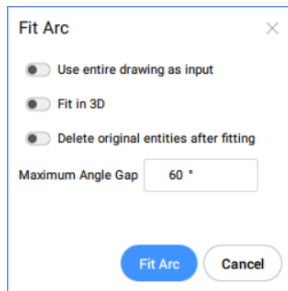 Fit Arc
Use entire drawing as input
Fit in 3D
Delete original entities after fitting
Maximum Angle Gap 60 °
Fit Arc Cancel